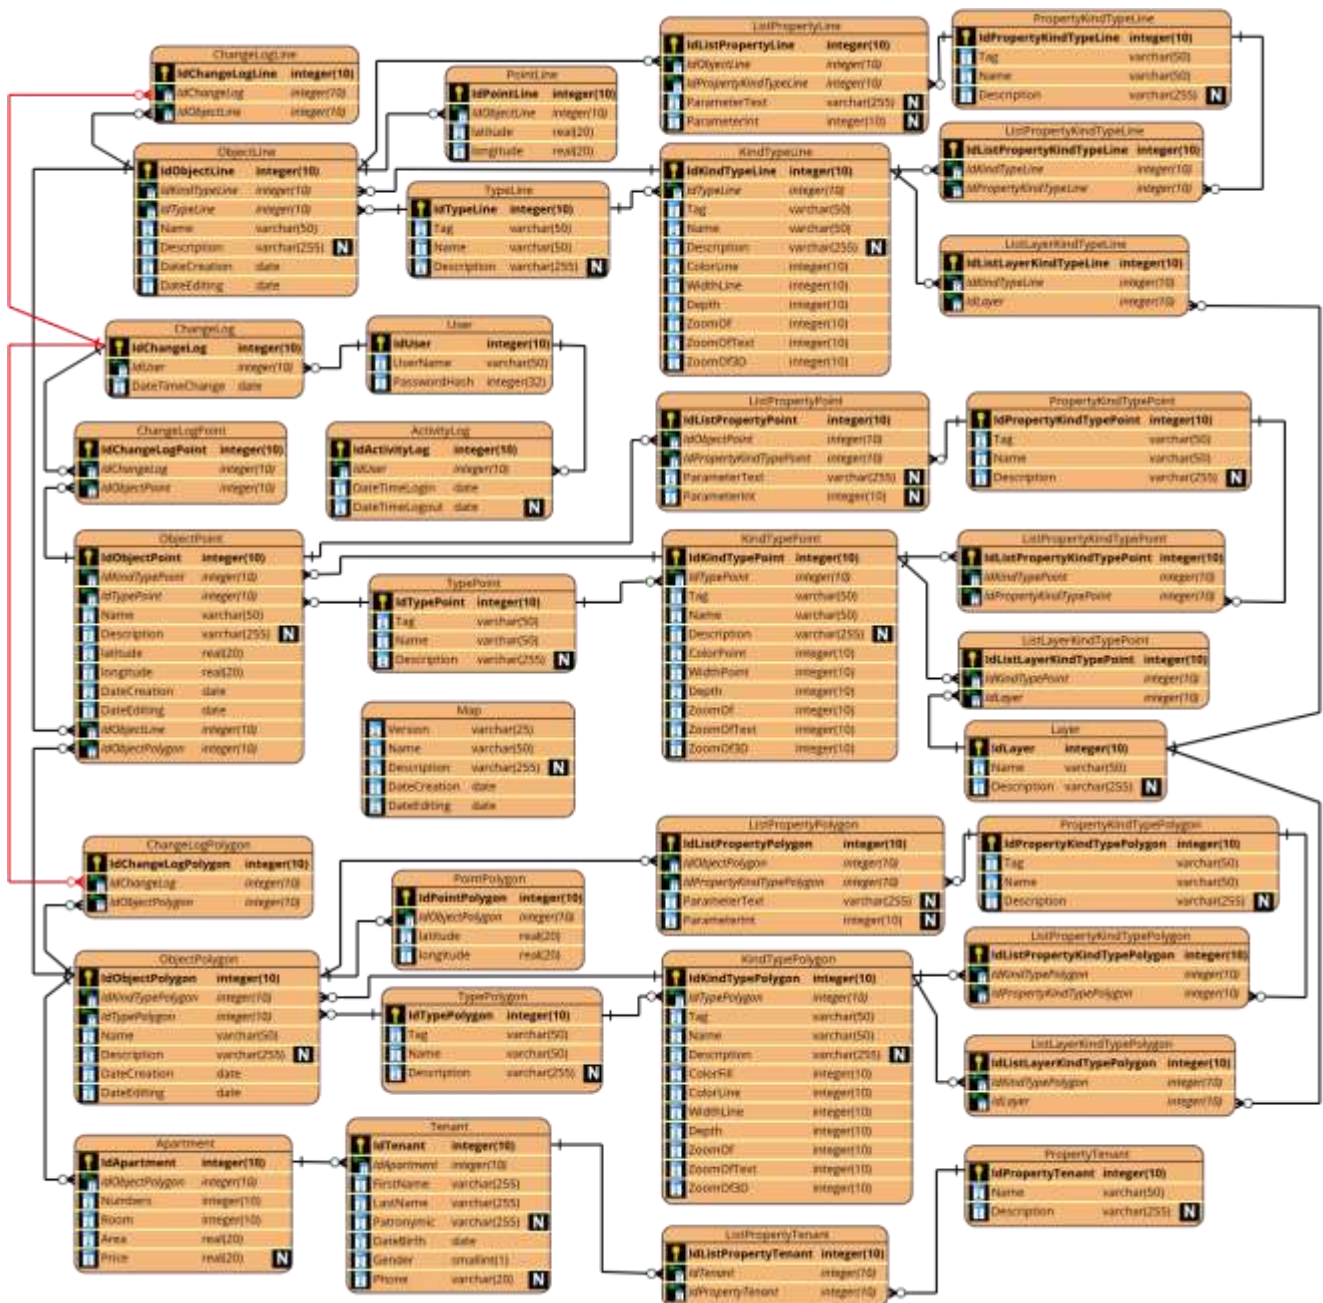 ChangeLogLine
IdChangeLogLine integer(10)
IdChangeLog integer(10)
IdObjectLine integer(10)
PointLine
IdPointLine integer(10)
IdObjectLine integer(10)
latitude real(20)
longitude real(20)
ListPropertyLine
IdListPropertyLine integer(10)
IdObjectLine integer(10)
IdPropertyKindTypeLine integer(10)
ParameterText varchar(255) N
ParameterInt integer(10) N
PropertyKindTypeLine
IdPropertyKindTypeLine integer(10)
Tag varchar(50)
Name varchar(50)
Description varchar(255) N
ListPropertyKindTypeLine
IdListPropertyKindTypeLine integer(10)
IdKindTypeLine integer(10)
IdPropertyKindTypeLine integer(10)
ObjectLine
IdObjectLine integer(10)
IdKindTypeLine integer(10)
IdTypeLine integer(10)
Name varchar(50)
Description varchar(255) N
DateCreation date
DateEditing date
TypeLine
IdTypeLine integer(10)
Tag varchar(50)
Name varchar(50)
Description varchar(255) N
KindTypeLine
IdKindTypeLine integer(10)
IdTypeLine integer(10)
Tag varchar(50)
Name varchar(50)
Description varchar(255) N
ColorLine integer(10)
WidthLine integer(10)
Depth integer(10)
ZoomOf integer(10)
ZoomOfText integer(10)
ZoomOf3D integer(10)
ListLayerKindTypeLine
IdListLayerKindTypeLine integer(10)
IdKindTypeLine integer(10)
IdLayer integer(10)
ChangeLog
IdChangeLog integer(10)
IdUser integer(10)
DateTimeChange date
User
IdUser integer(10)
UserName varchar(50)
PasswordHash integer(32)
ChangeLogPoint
IdChangeLogPoint integer(10)
IdChangeLog integer(10)
IdObjectPoint integer(10)
ActivityLog
IdActivityLog integer(10)
IdUser integer(10)
DateTimeLogin date
DateTimeLogout date N
ListPropertyPoint
IdListPropertyPoint integer(10)
IdObjectPoint integer(10)
IdPropertyKindTypePoint integer(10)
ParameterText varchar(255) N
ParameterInt integer(10) N
PropertyKindTypePoint
IdPropertyKindTypePoint integer(10)
Tag varchar(50)
Name varchar(50)
Description varchar(255) N
ObjectPoint
IdObjectPoint integer(10)
IdKindTypePoint integer(10)
IdTypePoint integer(10)
Name varchar(50)
Description varchar(255) N
latitude real(20)
longitude real(20)
DateCreation date
DateEditing date
IdObjectLine integer(10)
IdObjectPolygon integer(10)
TypePoint
IdTypePoint integer(10)
Tag varchar(50)
Name varchar(50)
Description varchar(255) N
KindTypePoint
IdKindTypePoint integer(10)
IdTypePoint integer(10)
Tag varchar(50)
Name varchar(50)
Description varchar(255) N
ColorPoint integer(10)
WidthPoint integer(10)
Depth integer(10)
ZoomOf integer(10)
ZoomOfText integer(10)
ZoomOf3D integer(10)
ListPropertyKindTypePoint
IdListPropertyKindTypePoint integer(10)
IdKindTypePoint integer(10)
IdPropertyKindTypePoint integer(10)
ListLayerKindTypePoint
IdListLayerKindTypePoint integer(10)
IdKindTypePoint integer(10)
IdLayer integer(10)
Map
Version varchar(25)
Name varchar(50)
Description varchar(255) N
DateCreation date
DateEditing date
Layer
IdLayer integer(10)
Name varchar(50)
Description varchar(255) N
ChangeLogPolygon
IdChangeLogPolygon integer(10)
IdChangeLog integer(10)
IdObjectPolygon integer(10)
PointPolygon
IdPointPolygon integer(10)
IdObjectPolygon integer(10)
latitude real(20)
longitude real(20)
ListPropertyPolygon
IdListPropertyPolygon integer(10)
IdObjectPolygon integer(10)
IdPropertyKindTypePolygon integer(10)
ParameterText varchar(255) N
ParameterInt integer(10) N
PropertyKindTypePolygon
IdPropertyKindTypePolygon integer(10)
Tag varchar(50)
Name varchar(50)
Description varchar(255) N
ListPropertyKindTypePolygon
IdListPropertyKindTypePolygon integer(10)
IdKindTypePolygon integer(10)
IdPropertyKindTypePolygon integer(10)
ObjectPolygon
IdObjectPolygon integer(10)
IdKindTypePolygon integer(10)
IdTypePolygon integer(10)
Name varchar(50)
Description varchar(255) N
DateCreation date
DateEditing date
TypePolygon
IdTypePolygon integer(10)
Tag varchar(50)
Name varchar(50)
Description varchar(255) N
KindTypePolygon
IdKindTypePolygon integer(10)
IdTypePolygon integer(10)
Tag varchar(50)
Name varchar(50)
Description varchar(255) N
ColorFill integer(10)
ColorLine integer(10)
WidthLine integer(10)
Depth integer(10)
ZoomOf integer(10)
ZoomOfText integer(10)
ZoomOf3D integer(10)
ListLayerKindTypePolygon
IdListLayerKindTypePolygon integer(10)
IdKindTypePolygon integer(10)
IdLayer integer(10)
Apartment
IdApartment integer(10)
IdObjectPolygon integer(10)
Numbers integer(10)
Room integer(10)
Area real(20)
Price real(20) N
Tenant
IdTenant integer(10)
IdApartment integer(10)
FirstName varchar(255)
LastName varchar(255)
Patronymic varchar(255) N
DateBirth date
Gender smallint(1)
Phone varchar(20) N
PropertyTenant
IdPropertyTenant integer(10)
Name varchar(50)
Description varchar(255) N
ListPropertyTenant
IdListPropertyTenant integer(10)
IdTenant integer(10)
IdPropertyTenant integer(10)